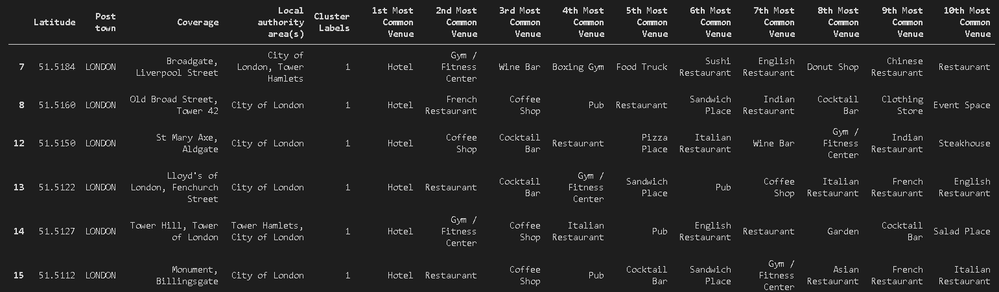 Latitude Post town Coverage Local authority area(s) Cluster Labels 1st Most Common Venue 2nd Most Common Venue 3rd Most Common Venue 4th Most Common Venue 5th Most Common Venue 6th Most Common Venue 7th Most Common Venue 8th Most Common Venue 9th Most Common Venue 10th Most Common Venue
7 51.5184 LONDON Broadgate, Liverpool Street City of London, Tower Hamlets 1 Hotel Gym / Fitness Center Wine Bar Boxing Gym Food Truck Sushi Restaurant English Restaurant Donut Shop Chinese Restaurant Restaurant
8 51.5160 LONDON Old Broad Street, Tower 42 City of London 1 Hotel French Restaurant Coffee Shop Pub Restaurant Sandwich Place Indian Restaurant Cocktail Bar Clothing Store Event Space
12 51.5150 LONDON St Mary Axe, Aldgate City of London 1 Hotel Coffee Shop Cocktail Bar Restaurant Pizza Place Italian Restaurant Wine Bar Gym / Fitness Center Indian Restaurant Steakhouse
13 51.5122 LONDON Lloyd's of London, Fenchurch Street City of London 1 Hotel Restaurant Cocktail Bar Gym / Fitness Center Sandwich Place Pub Coffee Shop Italian Restaurant French Restaurant English Restaurant
14 51.5127 LONDON Tower Hill, Tower of London Tower Hamlets, City of London 1 Hotel Gym / Fitness Center Coffee Shop Italian Restaurant Pub English Restaurant Restaurant Garden Cocktail Bar Salad Place
15 51.5112 LONDON Monument, Billingsgate City of London 1 Hotel Restaurant Coffee Shop Pub Cocktail Bar Sandwich Place Gym / Fitness Center Asian Restaurant French Restaurant Italian Restaurant